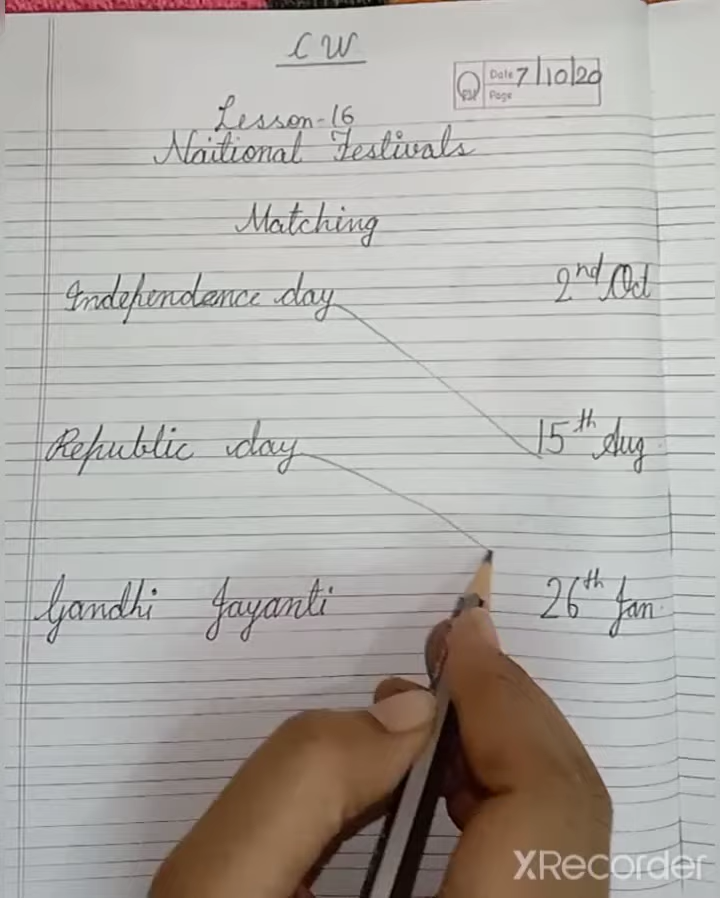 CW
Date 7/10/20
Page
Lesson-16
Naitional Festivals
Matching
Independence day 2nd Oct
Republic day 15th Aug.
Gandhi Jayanti 26th Jan.
XRecorder